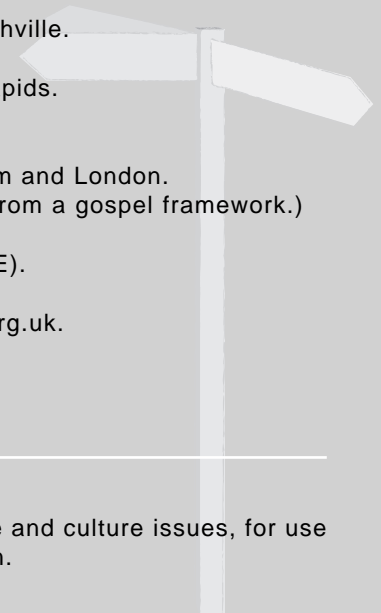 hville.
pids.
m and London.
rom a gospel framework.)
E).
rg.uk.
e and culture issues, for use
n.